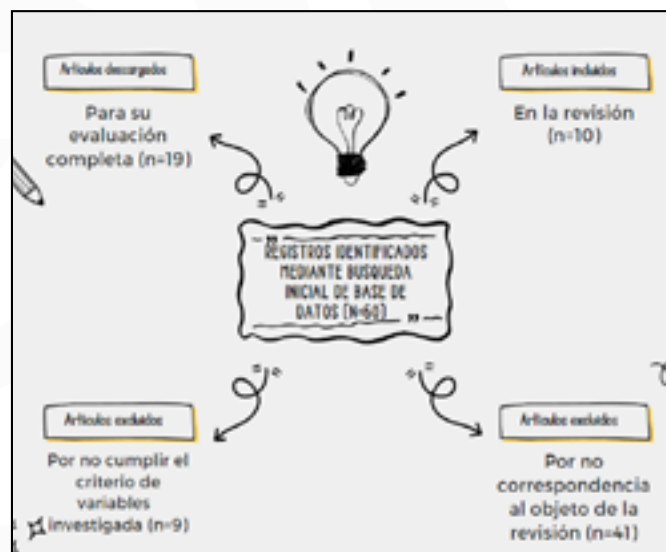 Artículos descargados
Para su
evaluación
completa (n=19)
Artículos incluidos
En la revisión
(n=10)
REGISTROS IDENTIFICADOS
MEDIANTE BUSQUEDA
INICIAL DE BASE DE
DATOS (N=60)
Artículos excluidos
Por no cumplir el
criterio de
variables
investigada (n=9)
Artículos excluidos
Por no
correspondencia
al objeto de la
revisión (n=41)